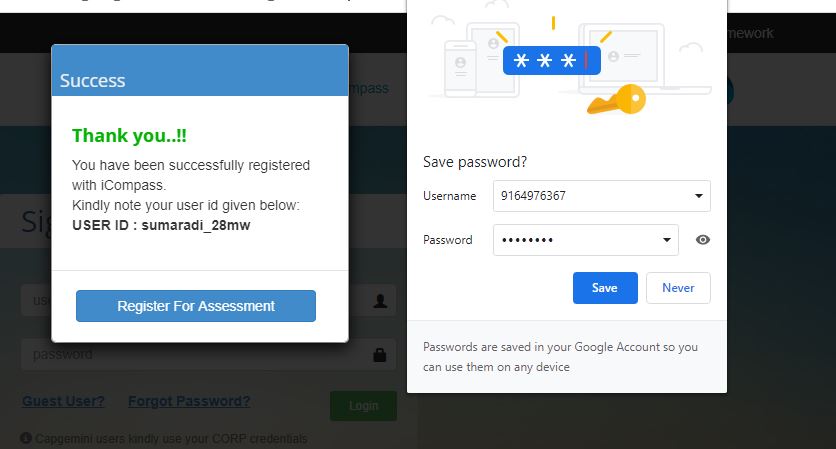 mework
Success
mpass
Thank you..!!
You have been successfully registered
with iCompass.
Kindly note your user id given below:
USER ID : sumaradi_28mw
Register For Assessment
password
Guest User?
Forgot Password?
Login
Capgemini users kindly use your CORP credentials
Save password?
Username
9164976367
Password
••••••••
Save
Never
Passwords are saved in your Google Account so you
can use them on any device